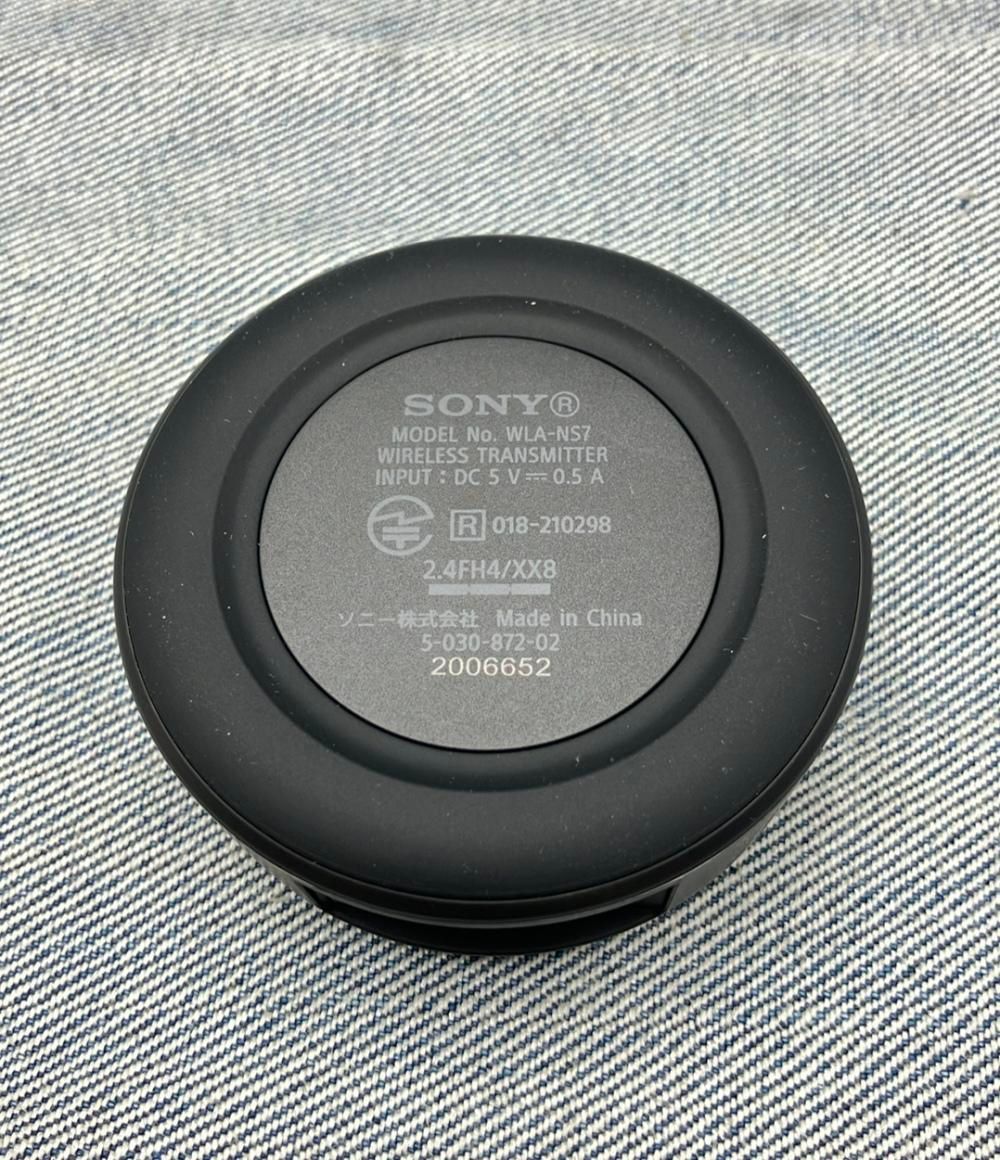 SONY®
MODEL No. WLA-NS7
WIRELESS TRANSMITTER
INPUT : DC 5 V ⎓ 0.5 A
R 018-210298
2.4FH4/XX8
ソニー株式会社 Made in China
5-030-872-02
2006652